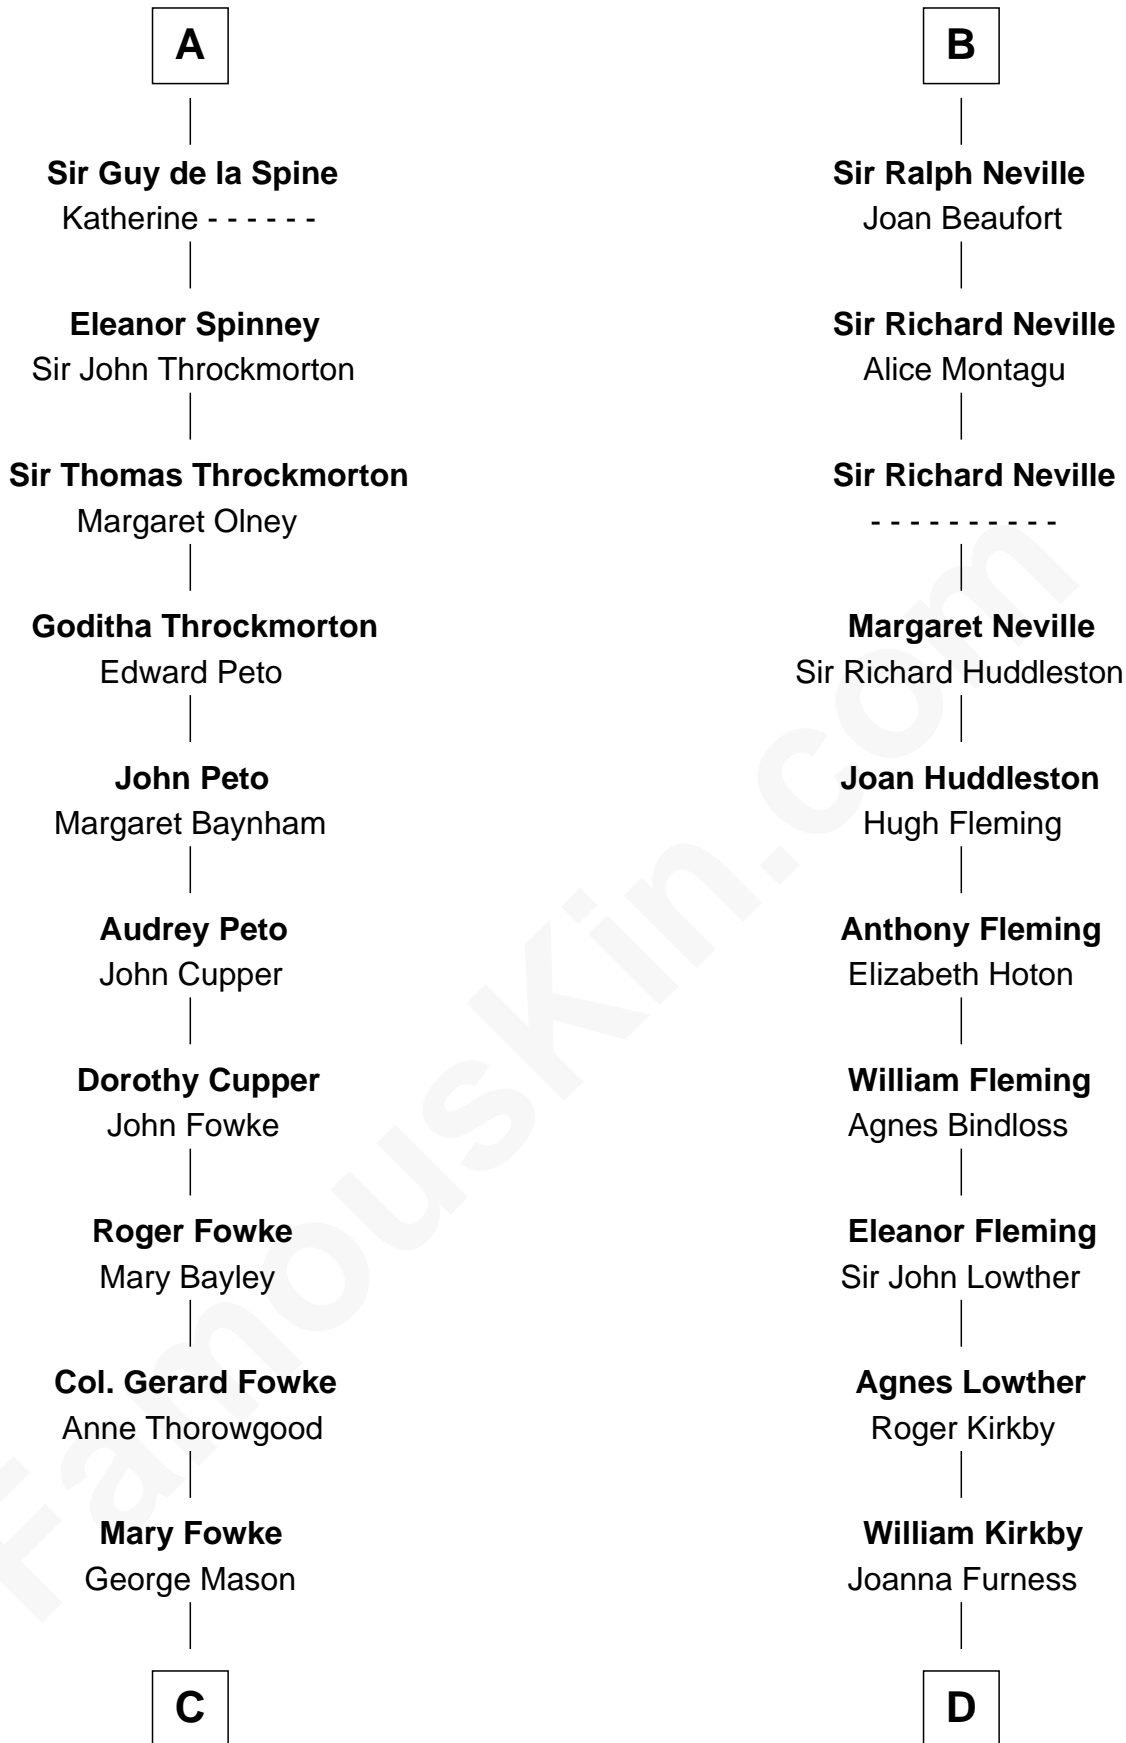 A
Sir Guy de la Spine
Katherine - - - - - -
Eleanor Spinney
Sir John Throckmorton
Sir Thomas Throckmorton
Margaret Olney
Goditha Throckmorton
Edward Peto
John Peto
Margaret Baynham
Audrey Peto
John Cupper
Dorothy Cupper
John Fowke
Roger Fowke
Mary Bayley
Col. Gerard Fowke
Anne Thorowgood
Mary Fowke
George Mason
C
B
Sir Ralph Neville
Joan Beaufort
Sir Richard Neville
Alice Montagu
Sir Richard Neville
- - - - - - - - - -
Margaret Neville
Sir Richard Huddleston
Joan Huddleston
Hugh Fleming
Anthony Fleming
Elizabeth Hoton
William Fleming
Agnes Bindloss
Eleanor Fleming
Sir John Lowther
Agnes Lowther
Roger Kirkby
William Kirkby
Joanna Furness
D
FamousKin.com